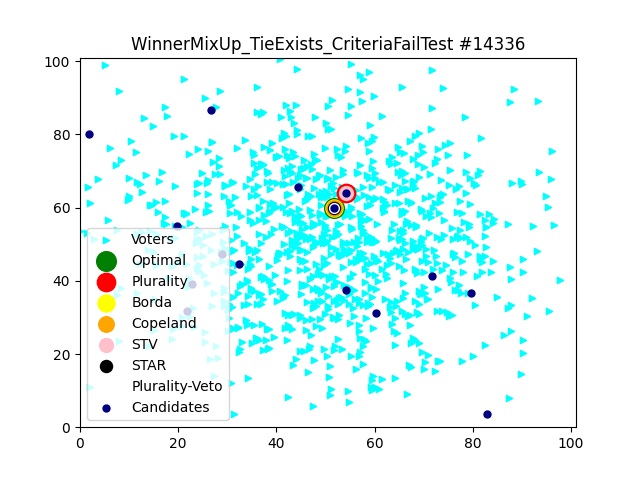 WinnerMixUp_TieExists_CriteriaFailTest #14336
100
80
60
40
20
0
Voters
Optimal
Plurality
Borda
Copeland
STV
STAR
Plurality-Veto
Candidates
0 20 40 60 80 100